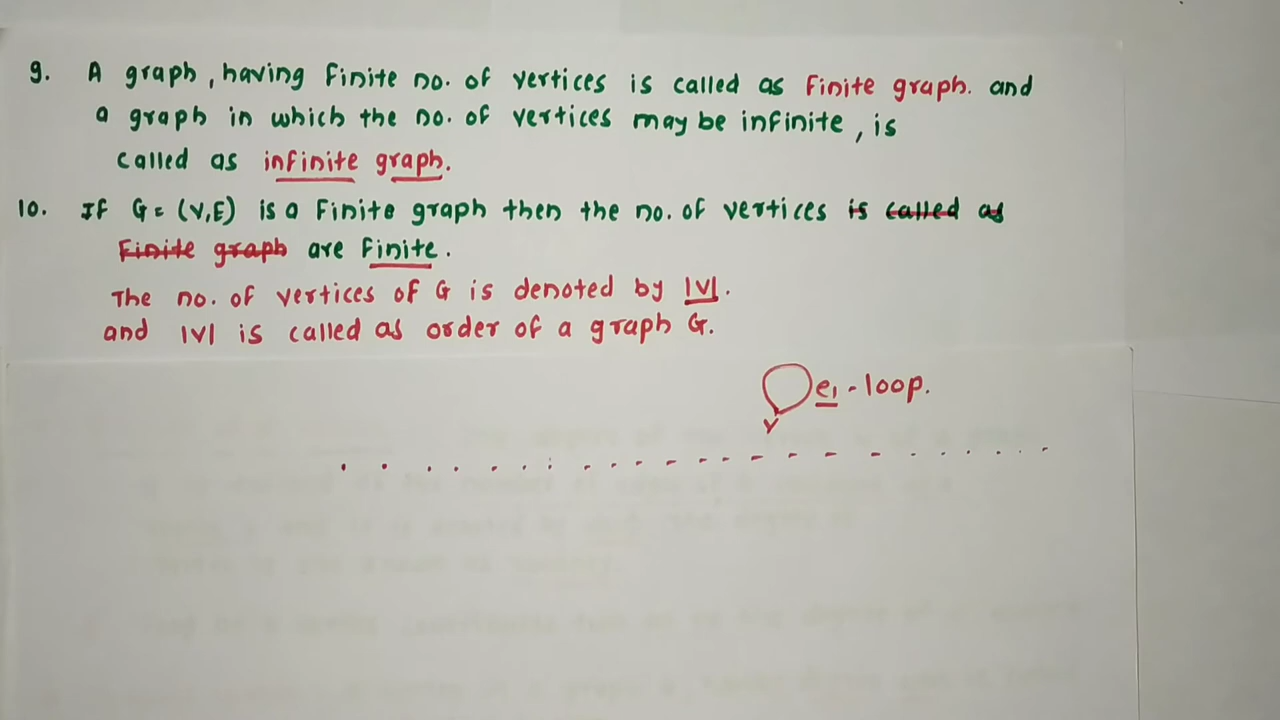 9. A graph, having Finite no. of vertices is called as Finite graph. and
a graph in which the no. of vertices may be infinite, is
called as infinite graph.
10. If G = (V,E) is a Finite graph then the no. of vertices is called as
Finite graph are Finite.
The no. of vertices of G is denoted by |V|.
and |V| is called as order of a graph G.
e1 - loop.
v